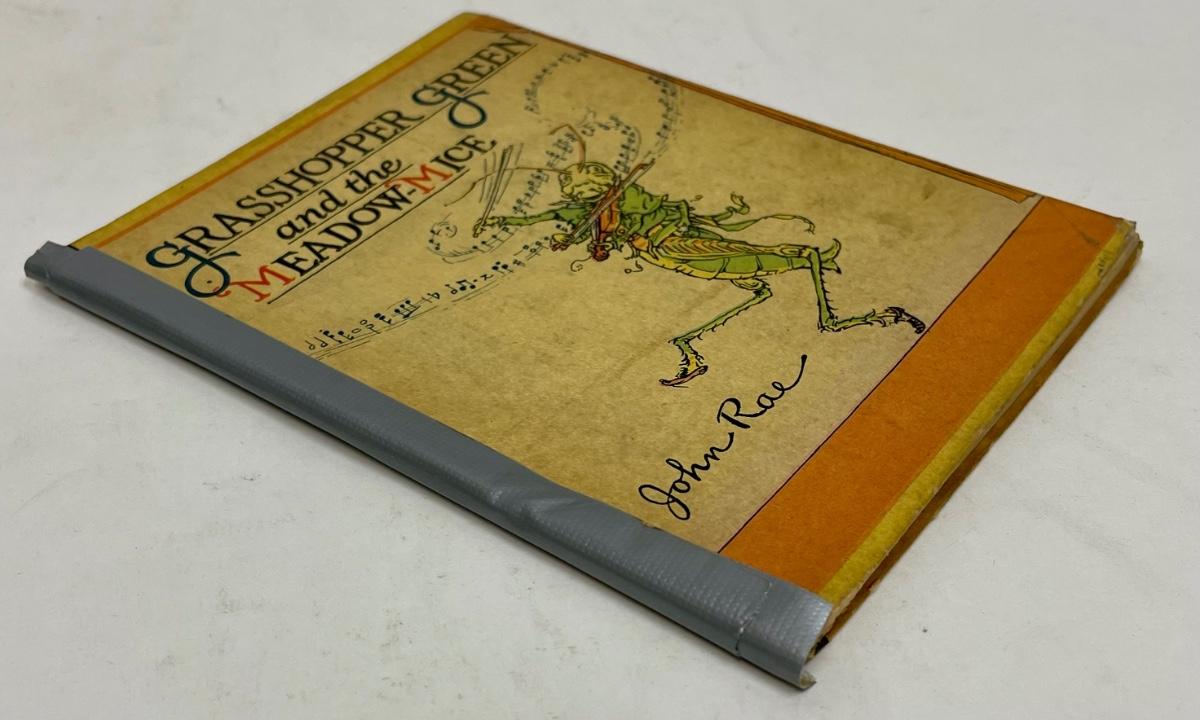 GRASSHOPPER GREEN
and the
MEADOW-MICE
John Rae